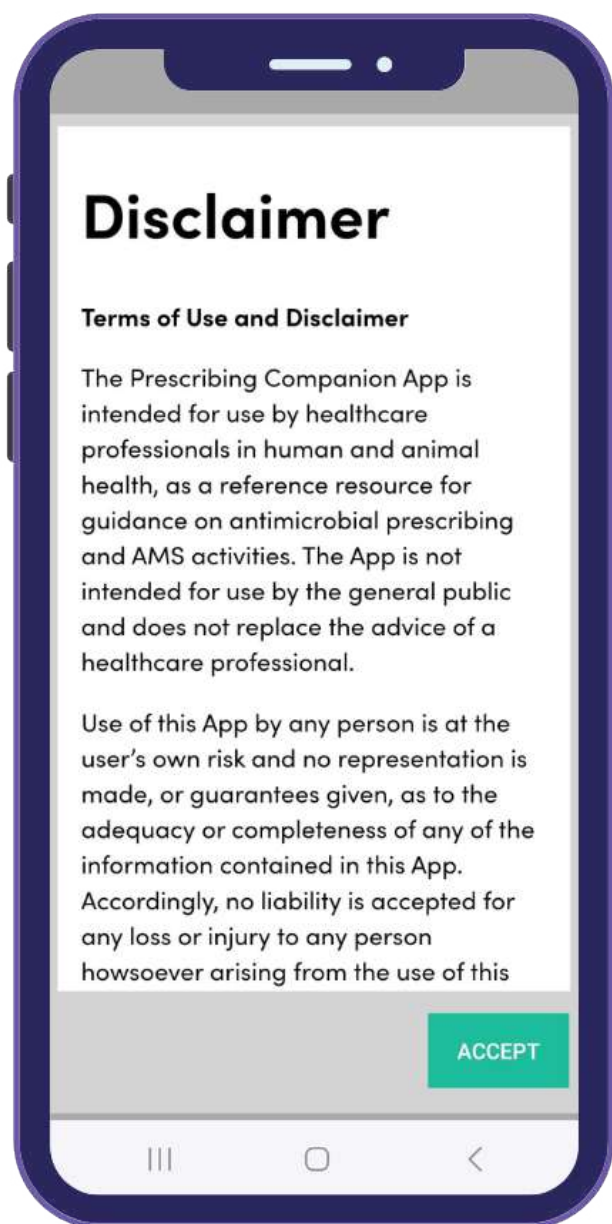 Disclaimer
Terms of Use and Disclaimer
The Prescribing Companion App is
intended for use by healthcare
professionals in human and animal
health, as a reference resource for
guidance on antimicrobial prescribing
and AMS activities. The App is not
intended for use by the general public
and does not replace the advice of a
healthcare professional.
Use of this App by any person is at the
user’s own risk and no representation is
made, or guarantees given, as to the
adequacy or completeness of any of the
information contained in this App.
Accordingly, no liability is accepted for
any loss or injury to any person
howsoever arising from the use of this
ACCEPT